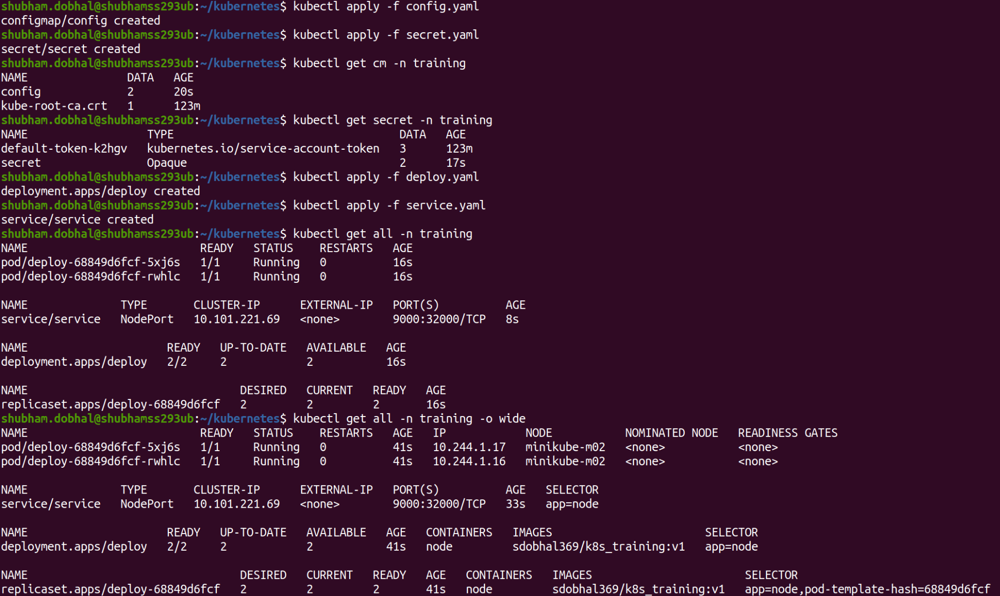 shubham.dobhal@shubhamss293ub:~/kubernetes$ kubectl apply -f config.yaml
configmap/config created
shubham.dobhal@shubhamss293ub:~/kubernetes$ kubectl apply -f secret.yaml
secret/secret created
shubham.dobhal@shubhamss293ub:~/kubernetes$ kubectl get cm -n training
NAME               DATA   AGE
config             2      20s
kube-root-ca.crt   1      123m
shubham.dobhal@shubhamss293ub:~/kubernetes$ kubectl get secret -n training
NAME                  TYPE                                  DATA   AGE
default-token-k2hgv   kubernetes.io/service-account-token   3      123m
secret                Opaque                                2      17s
shubham.dobhal@shubhamss293ub:~/kubernetes$ kubectl apply -f deploy.yaml
deployment.apps/deploy created
shubham.dobhal@shubhamss293ub:~/kubernetes$ kubectl apply -f service.yaml
service/service created
shubham.dobhal@shubhamss293ub:~/kubernetes$ kubectl get all -n training
NAME                          READY   STATUS    RESTARTS   AGE
pod/deploy-68849d6fcf-5xj6s   1/1     Running   0          16s
pod/deploy-68849d6fcf-rwhlc   1/1     Running   0          16s
NAME              TYPE       CLUSTER-IP      EXTERNAL-IP   PORT(S)          AGE
service/service   NodePort   10.101.221.69   <none>        9000:32000/TCP   8s
NAME                     READY   UP-TO-DATE   AVAILABLE   AGE
deployment.apps/deploy   2/2     2            2           16s
NAME                                DESIRED   CURRENT   READY   AGE
replicaset.apps/deploy-68849d6fcf   2         2         2       16s
shubham.dobhal@shubhamss293ub:~/kubernetes$ kubectl get all -n training -o wide
NAME                          READY   STATUS    RESTARTS   AGE   IP            NODE           NOMINATED NODE   READINESS GATES
pod/deploy-68849d6fcf-5xj6s   1/1     Running   0          41s   10.244.1.17   minikube-m02   <none>           <none>
pod/deploy-68849d6fcf-rwhlc   1/1     Running   0          41s   10.244.1.16   minikube-m02   <none>           <none>
NAME              TYPE       CLUSTER-IP      EXTERNAL-IP   PORT(S)          AGE   SELECTOR
service/service   NodePort   10.101.221.69   <none>        9000:32000/TCP   33s   app=node
NAME                     READY   UP-TO-DATE   AVAILABLE   AGE   CONTAINERS   IMAGES                       SELECTOR
deployment.apps/deploy   2/2     2            2           41s   node         sdobhal369/k8s_training:v1   app=node
NAME                                DESIRED   CURRENT   READY   AGE   CONTAINERS   IMAGES                       SELECTOR
replicaset.apps/deploy-68849d6fcf   2         2         2       41s   node         sdobhal369/k8s_training:v1   app=node,pod-template-hash=68849d6fcf